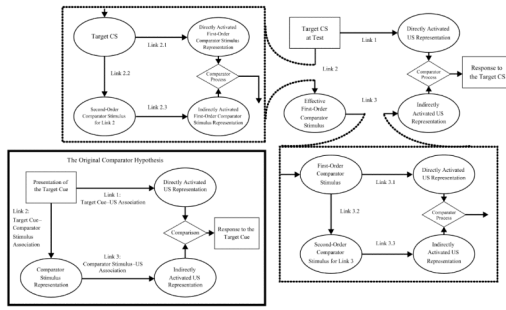 Target CS
Link 2.1
Directly Activated
First-Order
Comparator Stimulus
Representation
Link 2.2
Comparator
Process
Second-Order
Comparator Stimulus
for Link 2
Link 2.3
Indirectly Activated
First-Order Comparator
Stimulus Representation
Target CS
at Test
Link 1
Directly Activated
US Representation
Link 2
Comparator
Process
Response to
the Target CS
Effective
First-Order
Comparator
Stimulus
Link 3
Indirectly
Activated US
Representation
The Original Comparator Hypothesis
Presentation of
the Target Cue
Link 1:
Target Cue–US Association
Directly Activated
US Representation
Link 2:
Target Cue–
Comparator
Stimulus
Association
Comparison
Response to the
Target Cue
Comparator
Stimulus
Representation
Comparator Stimulus–US
Association
Indirectly
Activated US
Representation
First-Order
Comparator
Stimulus
Link 3.1
Directly Activated
US Representation
Link 3.2
Comparator
Process
Second-Order
Comparator
Stimulus for Link 3
Link 3.3
Indirectly
Activated US
Representation